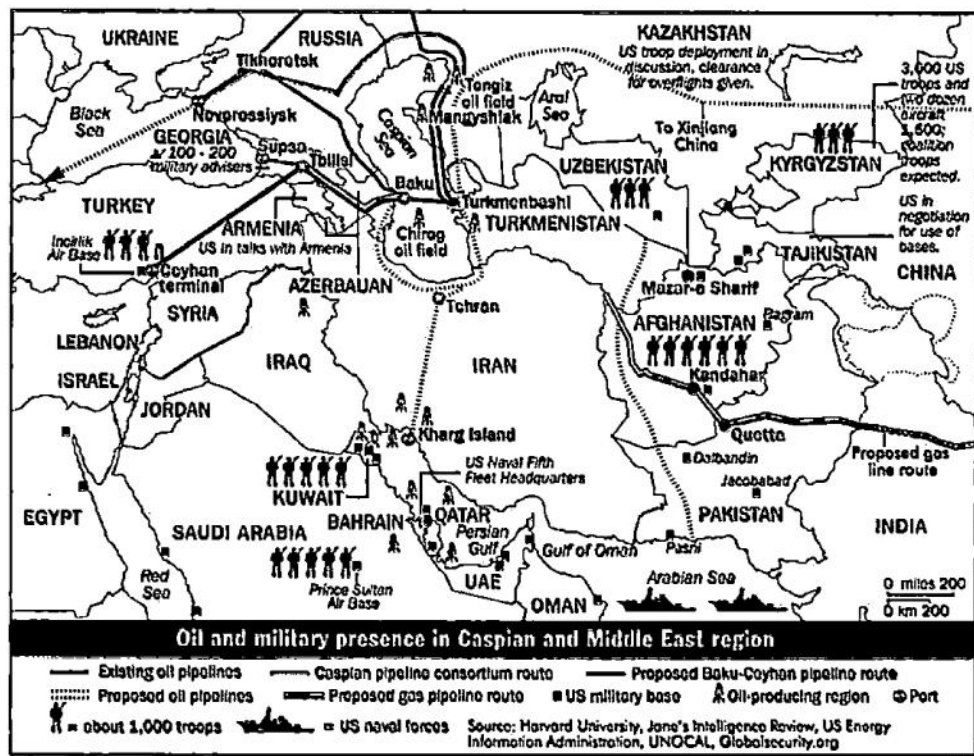 UKRAINE
RUSSIA
KAZAKHSTAN
US troop deployment in
discussion, clearance
for overflights given.
3,000 US
troops and
two dozen
aircraft
1,600;
coalition
troops
expected.
Tikhoretsk
Black
Sea
Novprossiysk
Tongiz
oil field
Mangyshlak
Aral
Sea
Caspian
Sea
To Xinjiang
China
GEORGIA
100 - 200
military advisers
Supsa
Tbilisi
UZBEKISTAN
KYRGYZSTAN
Baku
Turkmenbashi
TURKMENISTAN
US in
negotiation
for use of
bases.
TURKEY
ARMENIA
US in talks with Armenia
Chirag
oil field
TAJIKISTAN
CHINA
Incirlik
Air Base
Coyhan
terminal
AZERBAUAN
Tehran
Mazar-o Sharif
SYRIA
LEBANON
ISRAEL
JORDAN
IRAQ
IRAN
AFGHANISTAN
Bagram
Kandahar
Kharg Island
Quotta
Proposed gas
line route
Dalbandin
Jacobabad
US Naval Fifth
Fleet Headquarters
KUWAIT
EGYPT
SAUDI ARABIA
BAHRAIN
QATAR
Persian
Gulf
PAKISTAN
INDIA
Pasni
Gulf of Oman
UAE
OMAN
Red
Sea
Prince Sultan
Air Base
Arabian Sea
0 miles 200
0 km 200
Oil and military presence in Caspian and Middle East region
Existing oil pipelines
Caspian pipeline consortium route
Proposed Baku-Coyhan pipeline route
Proposed oil pipelines
Proposed gas pipeline route
US military base
Oil-producing region
Port
= about 1,000 troops
= US naval forces
Source: Harvard University, Jane's Intelligence Review, US Energy
Information Administration, UNOCAL, Globalsecurity.org